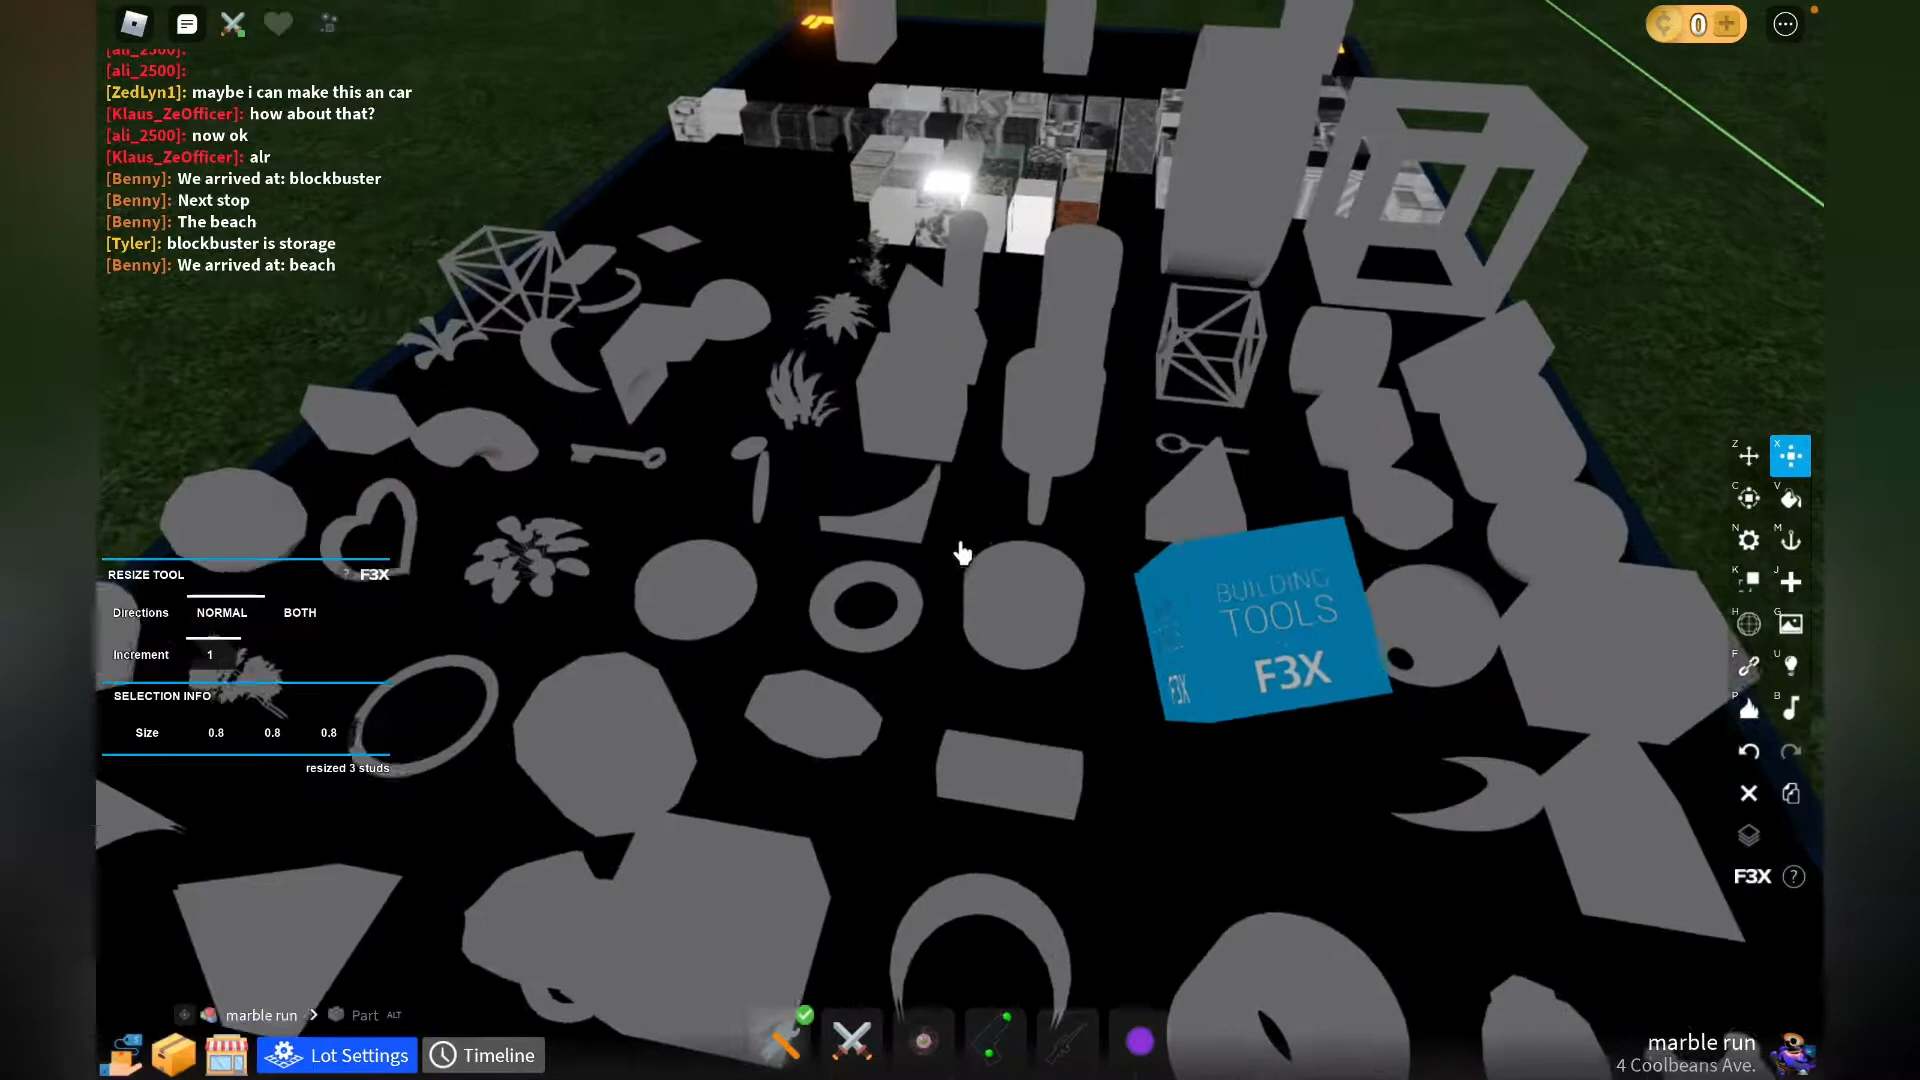 0
[ali_2500]:
[ali_2500]:
[ZedLyn1]: maybe i can make this an car
[Klaus_ZeOfficer]: how about that?
[ali_2500]: now ok
[Klaus_ZeOfficer]: alr
[Benny]: We arrived at: blockbuster
[Benny]: Next stop
[Benny]: The beach
[Tyler]: blockbuster is storage
[Benny]: We arrived at: beach
Z X
C V
N M
K J
H G
F U
P B
F3X ?
BUILDING
TOOLS
F3X
F3X
RESIZE TOOL ? F3X
Directions NORMAL BOTH
Increment 1
SELECTION INFO
Size 0.8 0.8 0.8
resized 3 studs
marble run > Part ALT
Lot Settings
Timeline
marble run
4 Coolbeans Ave.